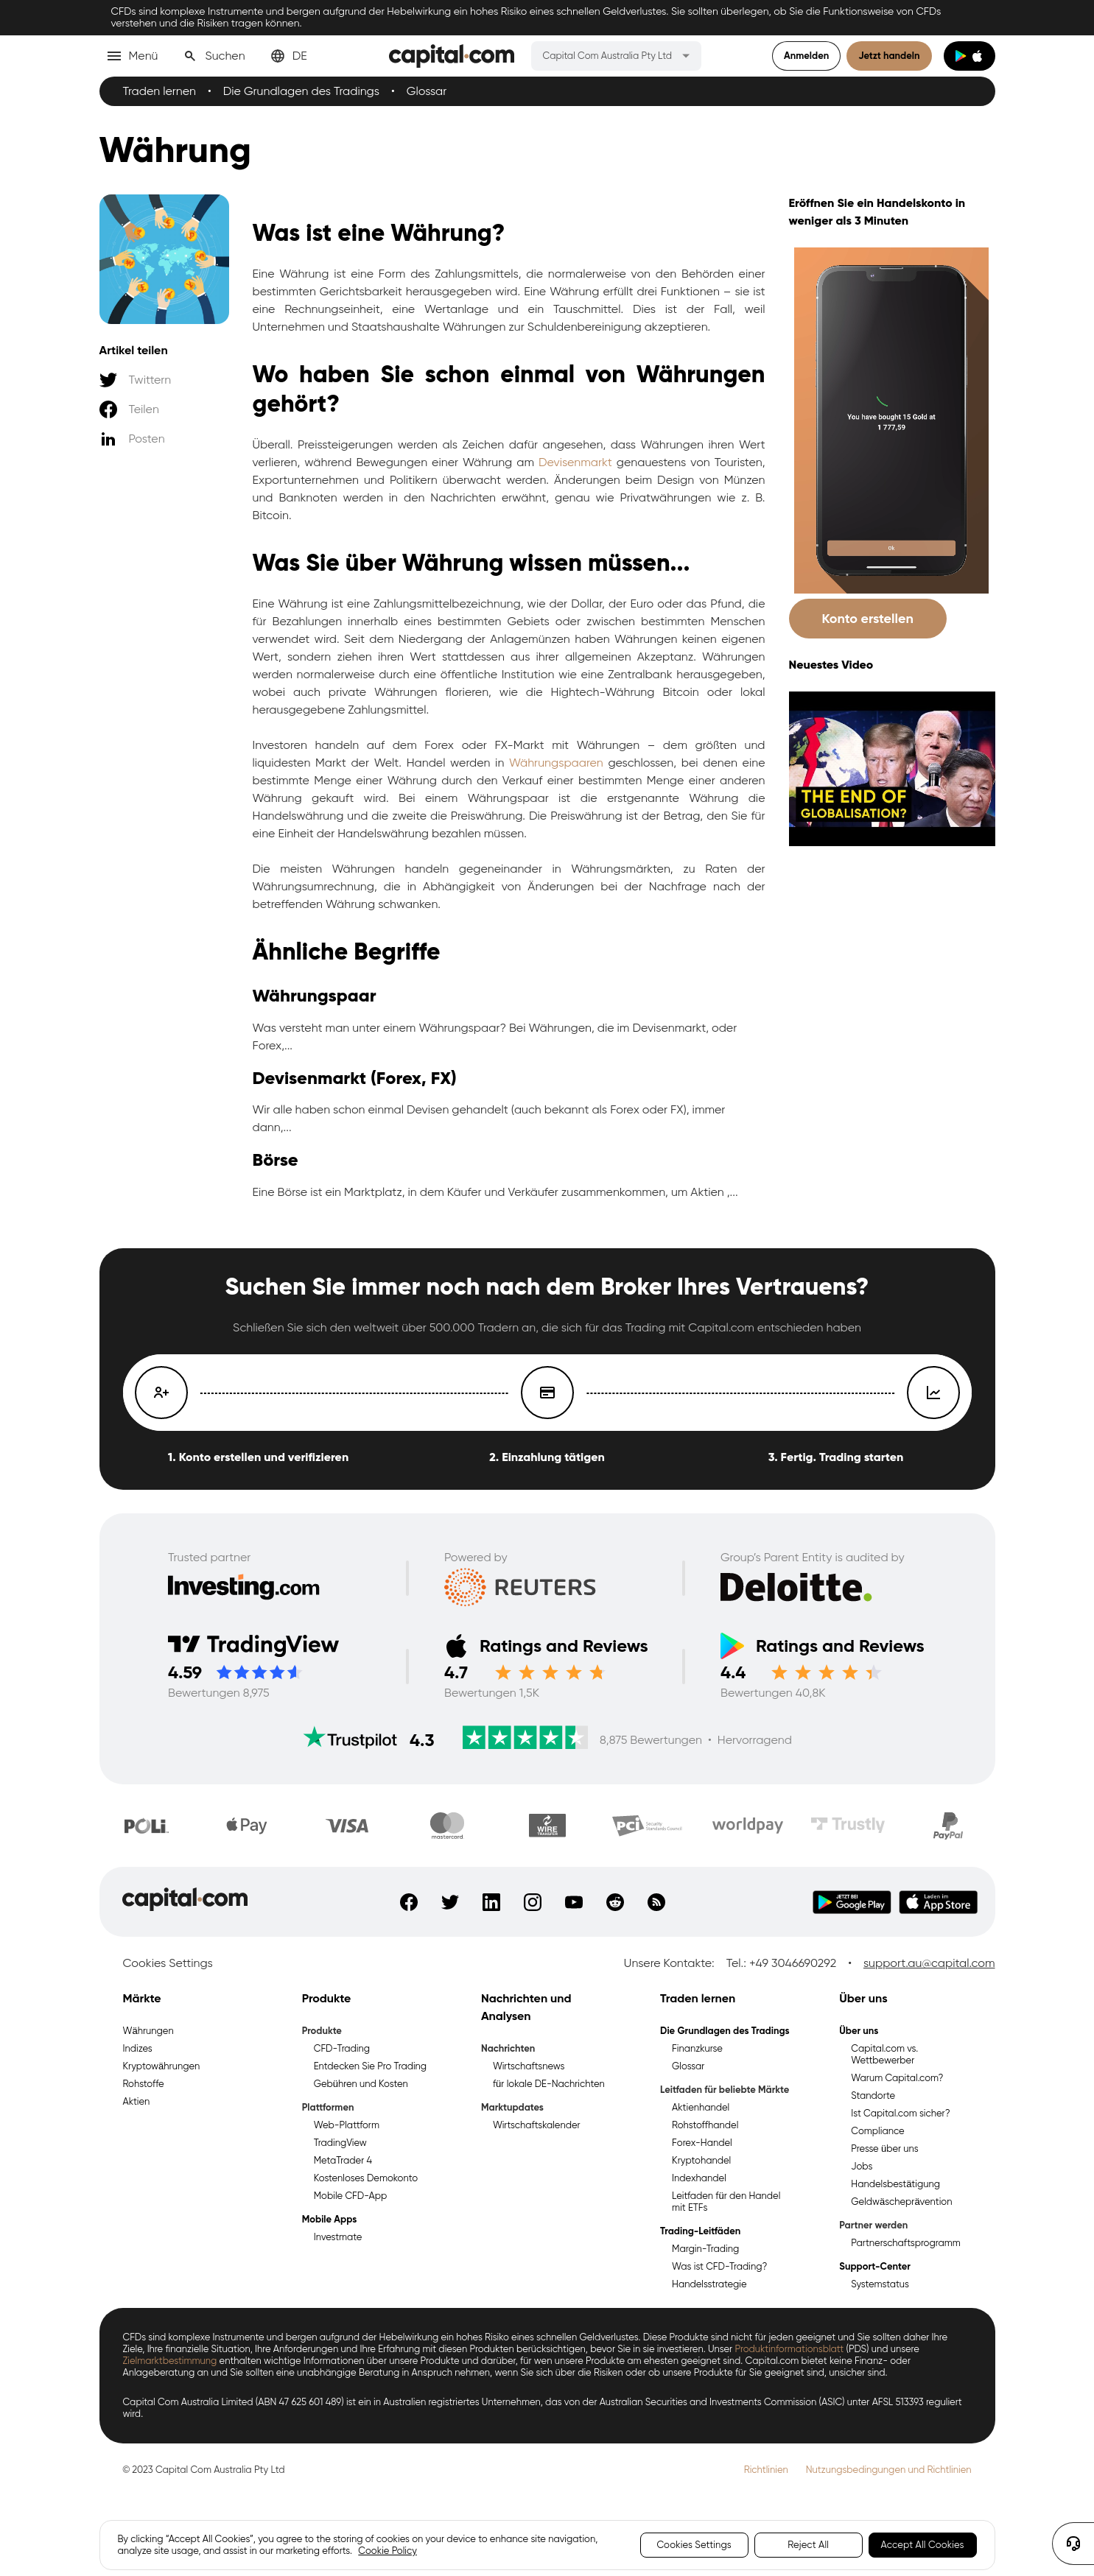 CFDs sind komplexe Instrumente und bergen aufgrund der Hebelwirkung ein hohes Risiko eines schnellen Geldverlustes. Sie sollten überlegen, ob Sie die Funktionsweise von CFDs
verstehen und die Risiken tragen können.
Menü Suchen DE capital.com Capital Com Australia Pty Ltd Anmelden Jetzt handeln
Traden lernen • Die Grundlagen des Tradings • Glossar
Währung
Artikel teilen
Twittern
Teilen
Posten
Was ist eine Währung?
Eine Währung ist eine Form des Zahlungsmittels, die normalerweise von den Behörden einer
bestimmten Gerichtsbarkeit herausgegeben wird. Eine Währung erfüllt drei Funktionen – sie ist
eine Rechnungseinheit, eine Wertanlage und ein Tauschmittel. Dies ist der Fall, weil
Unternehmen und Staatshaushalte Währungen zur Schuldenbereinigung akzeptieren.
Wo haben Sie schon einmal von Währungen
gehört?
Überall. Preissteigerungen werden als Zeichen dafür angesehen, dass Währungen ihren Wert
verlieren, während Bewegungen einer Währung am Devisenmarkt genauestens von Touristen,
Exportunternehmen und Politikern überwacht werden. Änderungen beim Design von Münzen
und Banknoten werden in den Nachrichten erwähnt, genau wie Privatwährungen wie z. B.
Bitcoin.
Was Sie über Währung wissen müssen...
Eine Währung ist eine Zahlungsmittelbezeichnung, wie der Dollar, der Euro oder das Pfund, die
für Bezahlungen innerhalb eines bestimmten Gebiets oder zwischen bestimmten Menschen
verwendet wird. Seit dem Niedergang der Anlagemünzen haben Währungen keinen eigenen
Wert, sondern ziehen ihren Wert stattdessen aus ihrer allgemeinen Akzeptanz. Währungen
werden normalerweise durch eine öffentliche Institution wie eine Zentralbank herausgegeben,
wobei auch private Währungen florieren, wie die Hightech-Währung Bitcoin oder lokal
herausgegebene Zahlungsmittel.
Investoren handeln auf dem Forex oder FX-Markt mit Währungen – dem größten und
liquidesten Markt der Welt. Handel werden in Währungspaaren geschlossen, bei denen eine
bestimmte Menge einer Währung durch den Verkauf einer bestimmten Menge einer anderen
Währung gekauft wird. Bei einem Währungspaar ist die erstgenannte Währung die
Handelswährung und die zweite die Preiswährung. Die Preiswährung ist der Betrag, den Sie für
eine Einheit der Handelswährung bezahlen müssen.
Die meisten Währungen handeln gegeneinander in Währungsmärkten, zu Raten der
Währungsumrechnung, die in Abhängigkeit von Änderungen bei der Nachfrage nach der
betreffenden Währung schwanken.
Ähnliche Begriffe
Währungspaar
Was versteht man unter einem Währungspaar? Bei Währungen, die im Devisenmarkt, oder
Forex,...
Devisenmarkt (Forex, FX)
Wir alle haben schon einmal Devisen gehandelt (auch bekannt als Forex oder FX), immer
dann,...
Börse
Eine Börse ist ein Marktplatz, in dem Käufer und Verkäufer zusammenkommen, um Aktien ,...
Eröffnen Sie ein Handelskonto in
weniger als 3 Minuten
You have bought 15 Gold at
1 777,59
Ok
Konto erstellen
Neuestes Video
THE END OF
GLOBALISATION?
Suchen Sie immer noch nach dem Broker Ihres Vertrauens?
Schließen Sie sich den weltweit über 500.000 Tradern an, die sich für das Trading mit Capital.com entschieden haben
1. Konto erstellen und verifizieren 2. Einzahlung tätigen 3. Fertig. Trading starten
Trusted partner Powered by Group's Parent Entity is audited by
Investing.com REUTERS Deloitte.
TradingView Ratings and Reviews Ratings and Reviews
4.59 4.7 4.4
Bewertungen 8,975 Bewertungen 1,5K Bewertungen 40,8K
Trustpilot 4.3 8,875 Bewertungen • Hervorragend
POLi Pay VISA mastercard WIRE TRANSFER PCI Security Standards Council worldpay Trustly PayPal
capital.com JETZT BEI Google Play Laden im App Store
Cookies Settings Unsere Kontakte: Tel.: +49 3046690292 • support.au@capital.com
Märkte
Währungen
Indizes
Kryptowährungen
Rohstoffe
Aktien
Produkte
Produkte
CFD-Trading
Entdecken Sie Pro Trading
Gebühren und Kosten
Plattformen
Web-Plattform
TradingView
MetaTrader 4
Kostenloses Demokonto
Mobile CFD-App
Mobile Apps
Investmate
Nachrichten und
Analysen
Nachrichten
Wirtschaftsnews
für lokale DE-Nachrichten
Marktupdates
Wirtschaftskalender
Traden lernen
Die Grundlagen des Tradings
Finanzkurse
Glossar
Leitfaden für beliebte Märkte
Aktienhandel
Rohstoffhandel
Forex-Handel
Kryptohandel
Indexhandel
Leitfaden für den Handel
mit ETFs
Trading-Leitfäden
Margin-Trading
Was ist CFD-Trading?
Handelsstrategie
Über uns
Über uns
Capital.com vs.
Wettbewerber
Warum Capital.com?
Standorte
Ist Capital.com sicher?
Compliance
Presse über uns
Jobs
Handelsbestätigung
Geldwäscheprävention
Partner werden
Partnerschaftsprogramm
Support-Center
Systemstatus
CFDs sind komplexe Instrumente und bergen aufgrund der Hebelwirkung ein hohes Risiko eines schnellen Geldverlustes. Diese Produkte sind nicht für jeden geeignet und Sie sollten daher Ihre
Ziele, Ihre finanzielle Situation, Ihre Anforderungen und Ihre Erfahrung mit diesen Produkten berücksichtigen, bevor Sie in sie investieren. Unser Produktinformationsblatt (PDS) und unsere
Zielmarktbestimmung enthalten wichtige Informationen über unsere Produkte und darüber, für wen unsere Produkte am ehesten geeignet sind. Capital.com bietet keine Finanz- oder
Anlageberatung an und Sie sollten eine unabhängige Beratung in Anspruch nehmen, wenn Sie sich über die Risiken oder ob unsere Produkte für Sie geeignet sind, unsicher sind.
Capital Com Australia Limited (ABN 47 625 601 489) ist ein in Australien registriertes Unternehmen, das von der Australian Securities and Investments Commission (ASIC) unter AFSL 513393 reguliert
wird.
© 2023 Capital Com Australia Pty Ltd Richtlinien Nutzungsbedingungen und Richtlinien
By clicking “Accept All Cookies”, you agree to the storing of cookies on your device to enhance site navigation,
analyze site usage, and assist in our marketing efforts. Cookie Policy
Cookies Settings Reject All Accept All Cookies